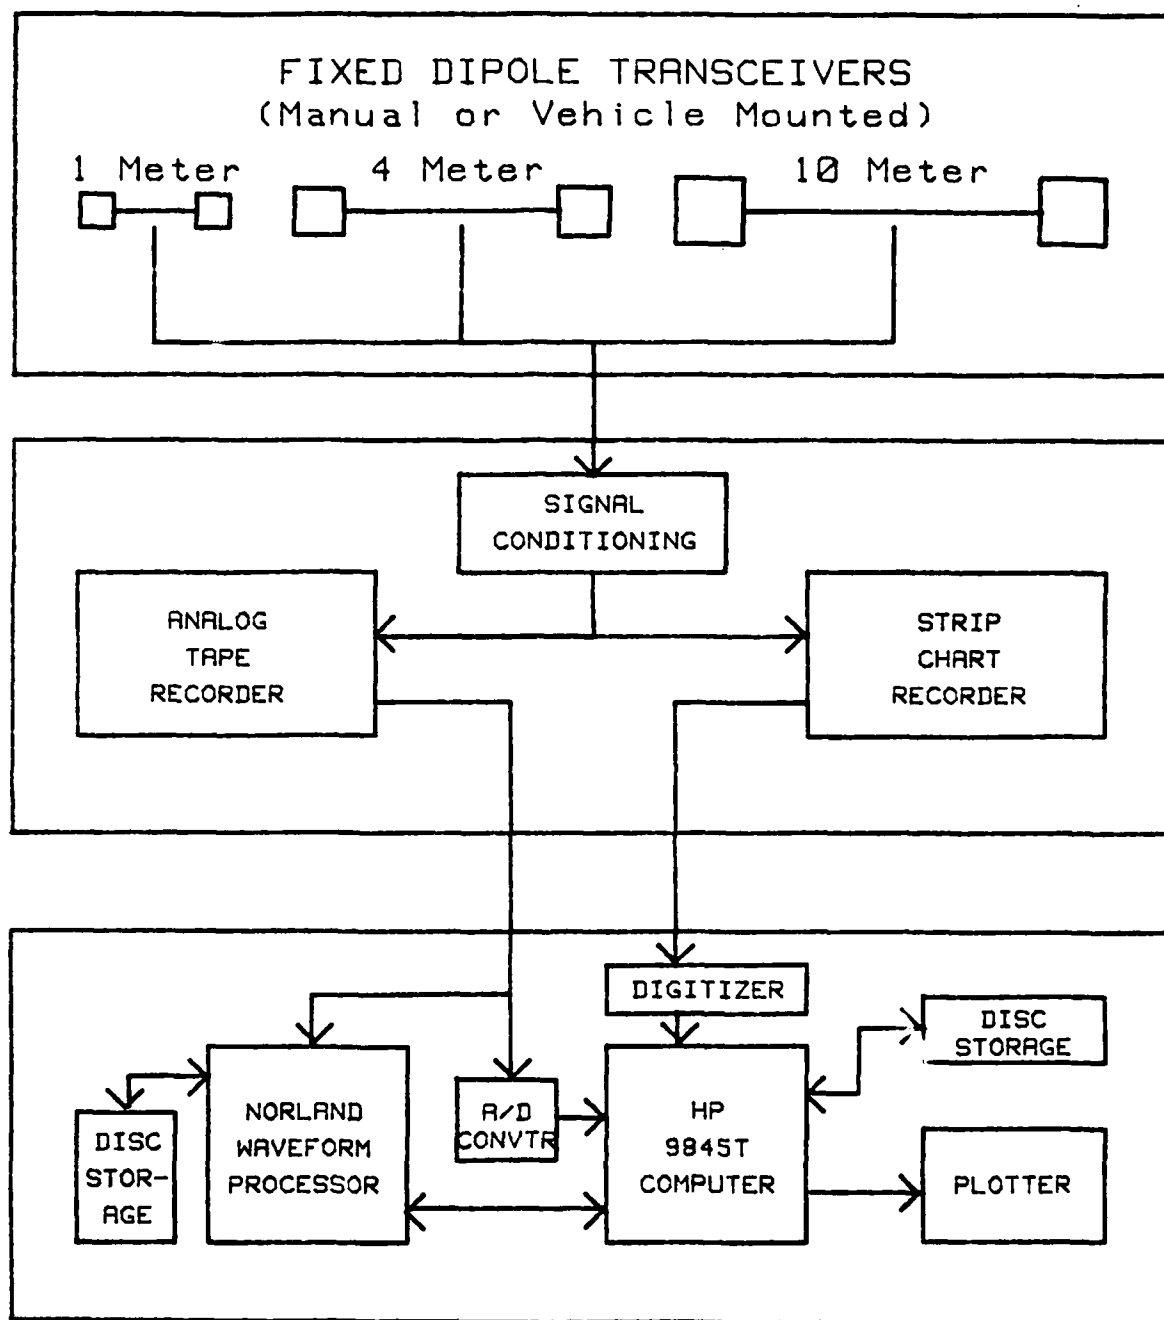 FIXED DIPOLE TRANSCEIVERS
(Manual or Vehicle Mounted)
1 Meter
4 Meter
10 Meter
SIGNAL
CONDITIONING
ANALOG
TAPE
RECORDER
STRIP
CHART
RECORDER
DIGITIZER
DISC
STORAGE
NORLAND
WAVEFORM
PROCESSOR
A/D
CONVTR
HP
9845T
COMPUTER
DISC
STOR-
AGE
PLOTTER